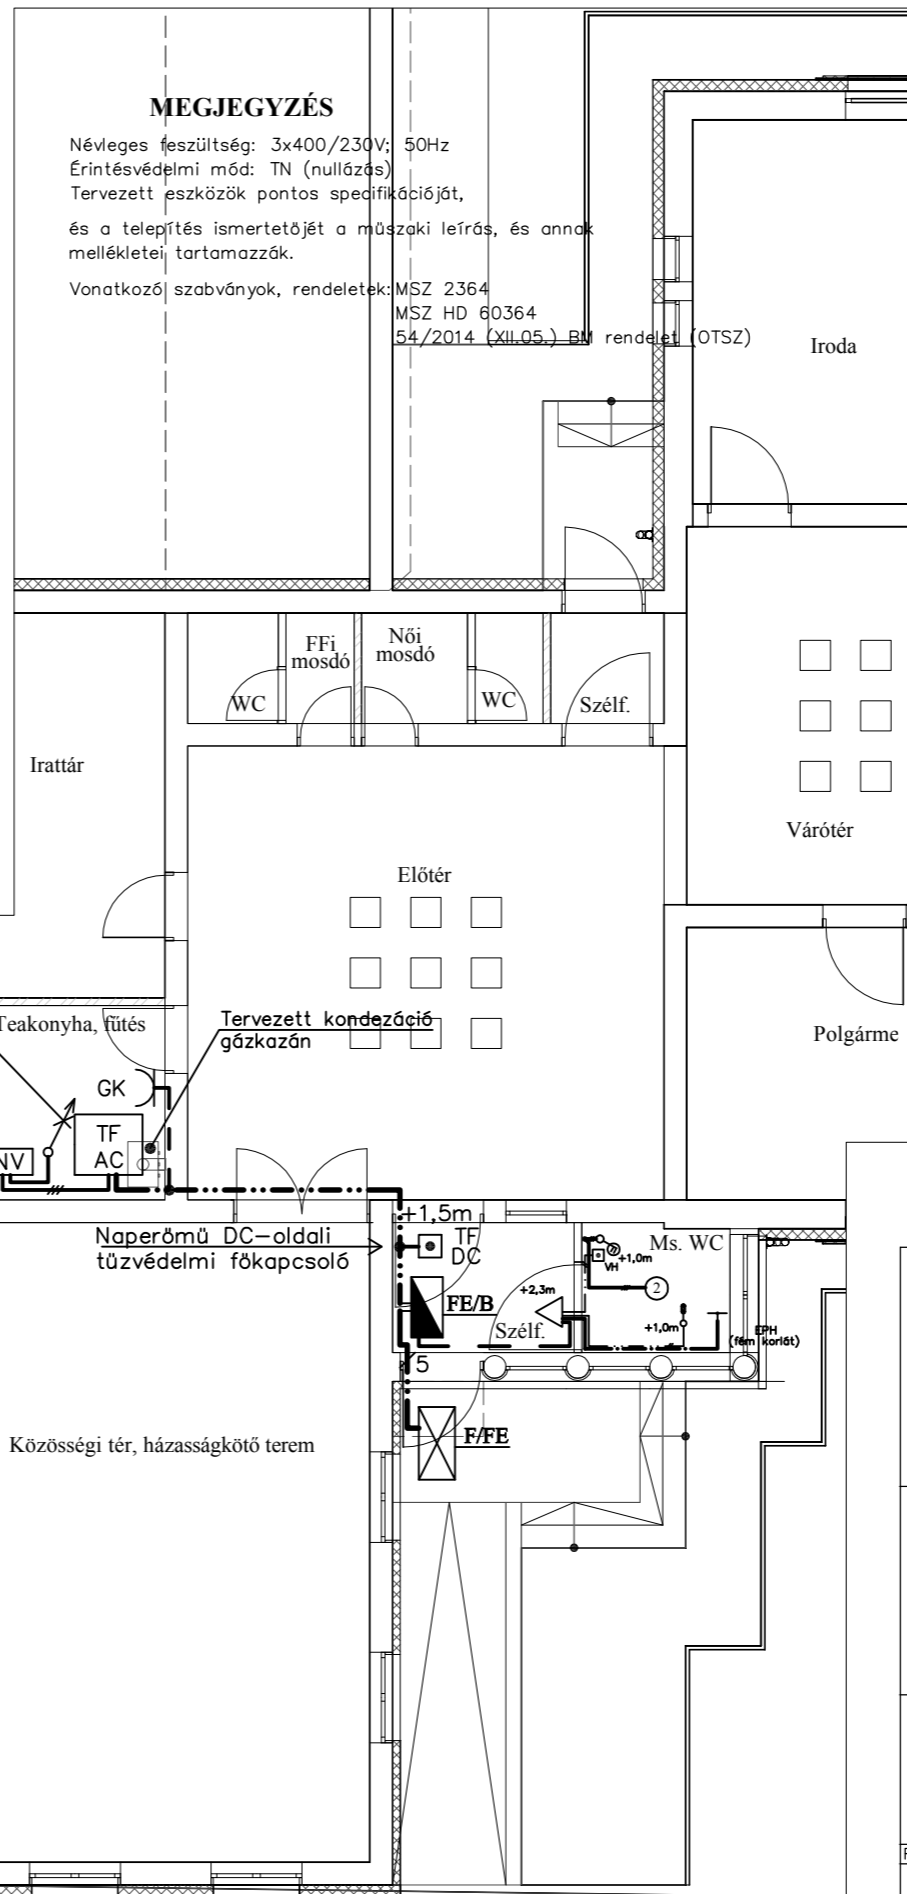 MEGJEGYZÉS
Névleges feszültség: 3x400/230V; 50Hz
Érintésvédelmi mód: TN (nullázás)
Tervezett eszközök pontos specifikációját,
és a telepítés ismertetőjét a műszaki leírás, és annak
mellékletei tartamazzák.
Vonatkozó szabványok, rendeletek: MSZ 2364
MSZ HD 60364
54/2014 (XII.05.) BM rendelet (OTSZ)
Iroda
FFi
mosdó
Női
mosdó
WC
WC
Szélf.
Irattár
Várótér
Előtér
Teakonyha, fűtés
Tervezett kondezáció
gázkazán
Polgárme
GK
TF
AC
NV
+1,5m
Naperőmű DC-oldali
tűzvédelmi főkapcsoló
TF
DC
Ms. WC
+1,0m
VH
+2,3m
2
FE/B
Szélf.
+1,0m
EPH
(fém korlát)
5
F/FE
Közösségi tér, házasságkötő terem